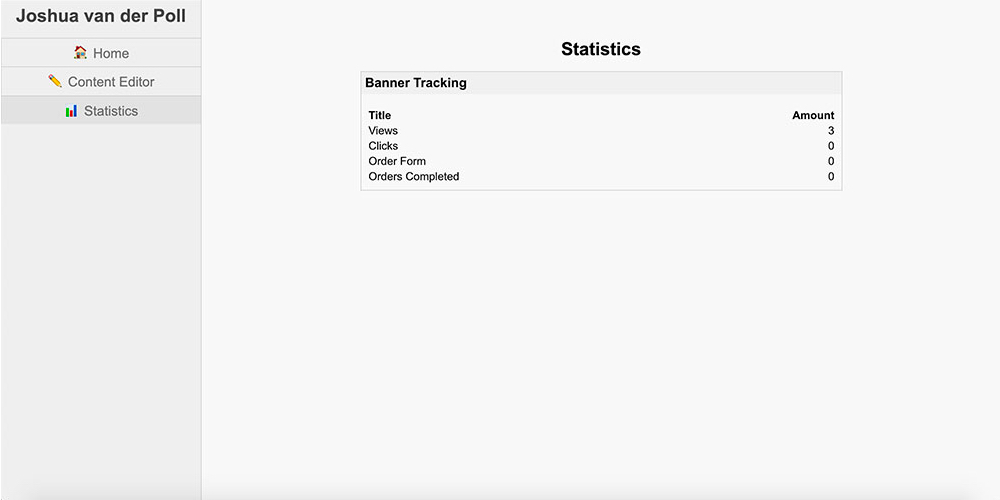 Joshua van der Poll
Home
Content Editor
Statistics
Statistics
Banner Tracking
Title Amount
Views 3
Clicks 0
Order Form 0
Orders Completed 0